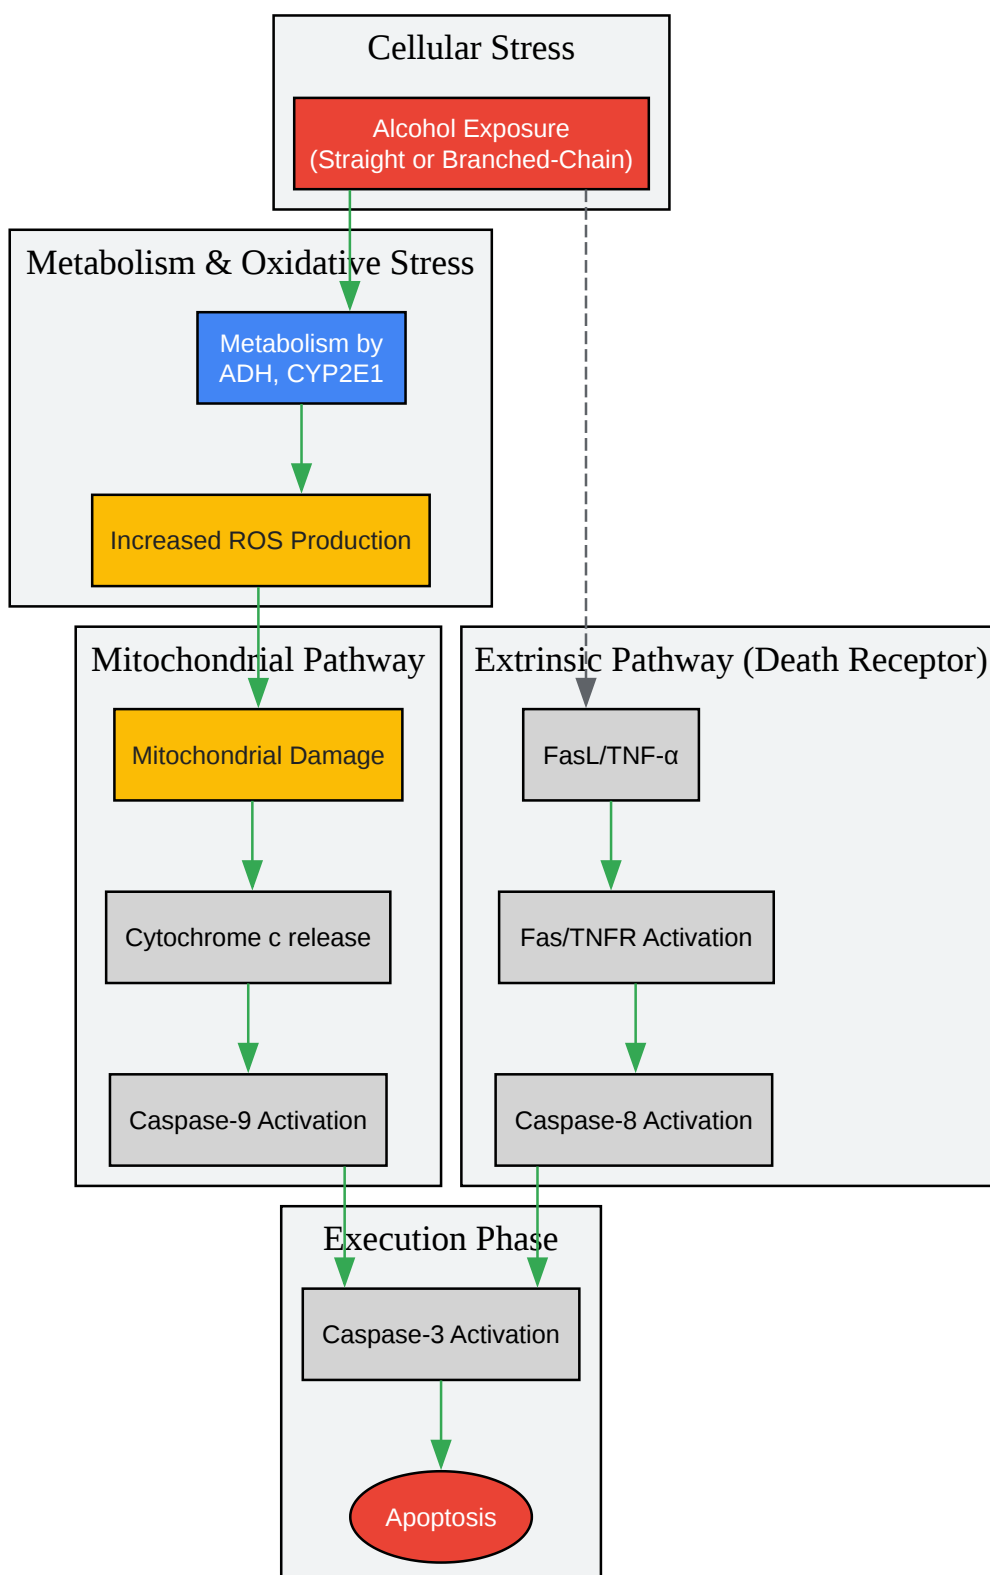 Cellular Stress
Alcohol Exposure
(Straight or Branched-Chain)
Metabolism & Oxidative Stress
Metabolism by
ADH, CYP2E1
Increased ROS Production
Mitochondrial Pathway
Mitochondrial Damage
Cytochrome c release
Caspase-9 Activation
Extrinsic Pathway (Death Receptor)
FasL/TNF-α
Fas/TNFR Activation
Caspase-8 Activation
Execution Phase
Caspase-3 Activation
Apoptosis